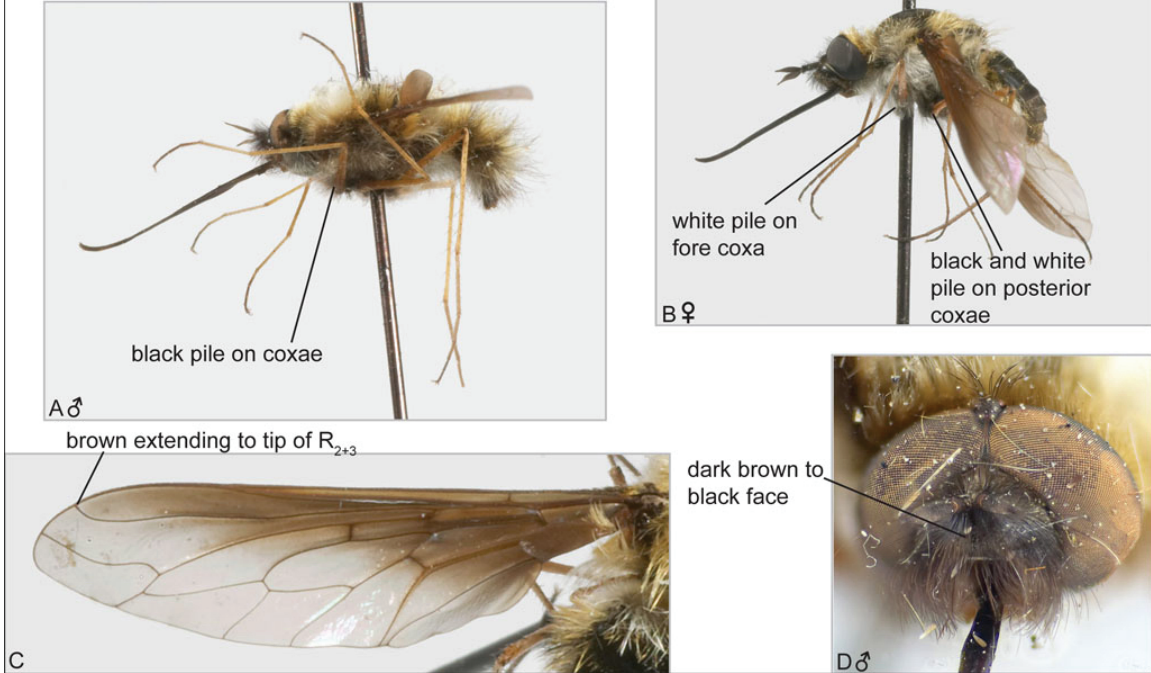 white pile on
fore coxa
black and white
pile on posterior
coxae
B♀
black pile on coxae
A♂
brown extending to tip of R2+3
dark brown to
black face
C
D♂